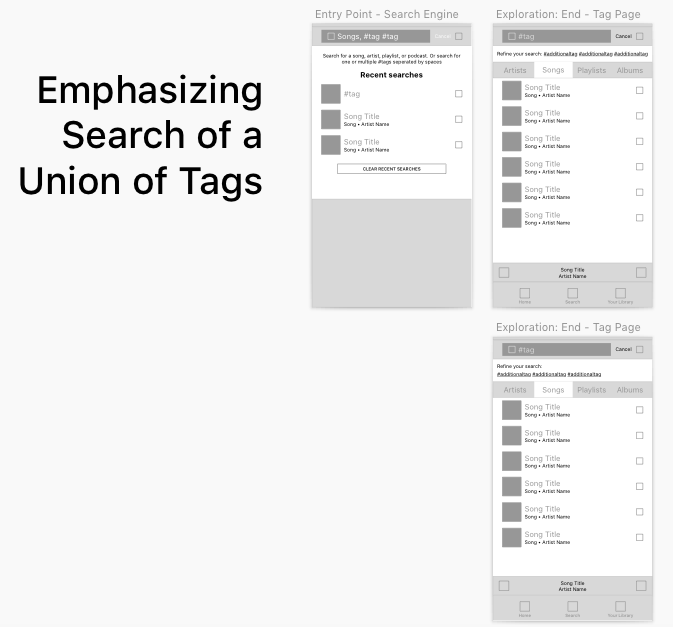 Emphasizing
Search of a
Union of Tags
Entry Point - Search Engine
Songs, #tag #tag
Cancel
Search for a song, artist, playlist, or podcast. Or search for
one or multiple #tags separated by spaces
Recent searches
#tag
Song Title
Song • Artist Name
Song Title
Song • Artist Name
CLEAR RECENT SEARCHES
Exploration: End - Tag Page
#tag
Cancel
Refine your search: #additionaltag #additionaltag #additionaltag
Artists Songs Playlists Albums
Song Title
Song • Artist Name
Song Title
Song • Artist Name
Song Title
Song • Artist Name
Song Title
Song • Artist Name
Song Title
Song • Artist Name
Song Title
Song • Artist Name
Song Title
Artist Name
Home Search Your Library
Exploration: End - Tag Page
#tag
Cancel
Refine your search:
#additionaltag #additionaltag #additionaltag
Artists Songs Playlists Albums
Song Title
Song • Artist Name
Song Title
Song • Artist Name
Song Title
Song • Artist Name
Song Title
Song • Artist Name
Song Title
Song • Artist Name
Song Title
Song • Artist Name
Song Title
Artist Name
Home Search Your Library